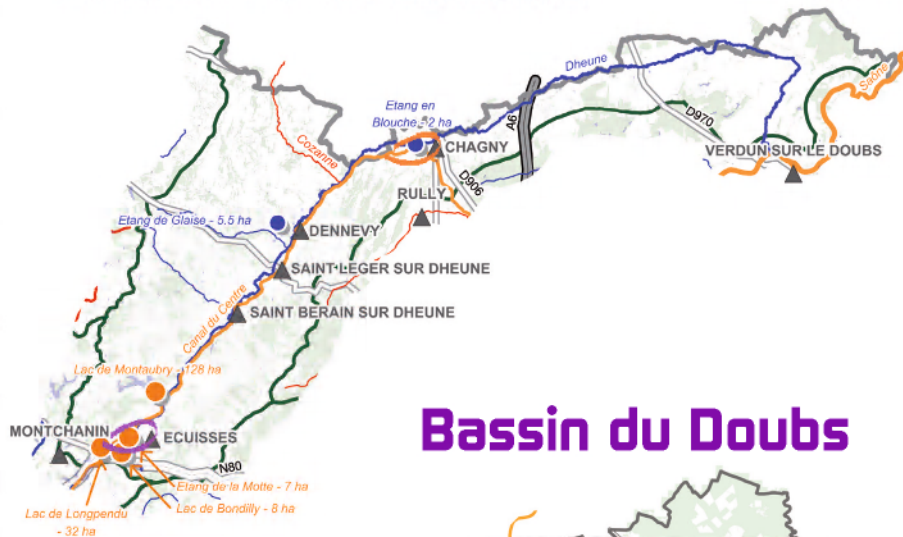 Dheune
Saône
Etang en
Blouche - 2 ha
A6
D970
Cozanne
CHAGNY
VERDUN SUR LE DOUBS
D906
RULLY
Etang de Glaise - 5.5 ha
DENNEVY
SAINT LEGER SUR DHEUNE
Canal du Centre
SAINT BERAIN SUR DHEUNE
Lac de Montaubry - 128 ha
MONTCHANIN
ECUISSES
Bassin du Doubs
N80
Etang de la Motte - 7 ha
Lac de Bondilly - 8 ha
Lac de Longpendu
- 32 ha